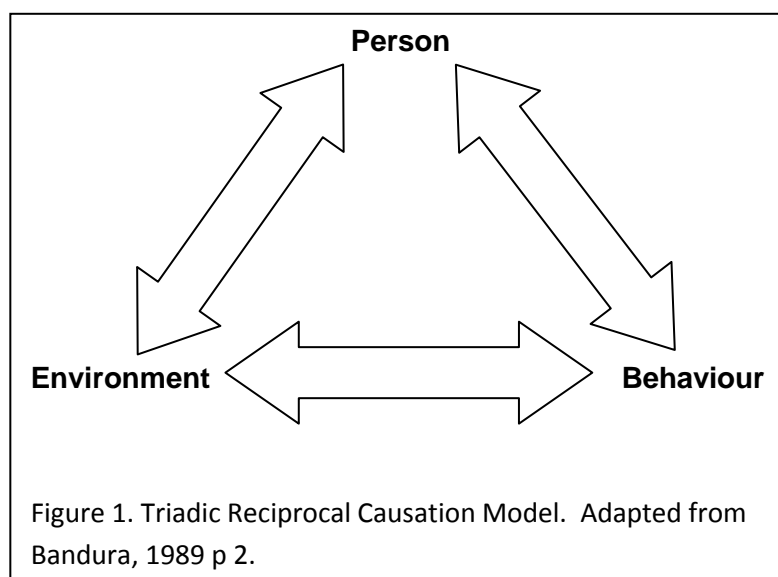 Person
Environment
Behaviour
Figure 1. Triadic Reciprocal Causation Model.  Adapted from
Bandura, 1989 p 2.